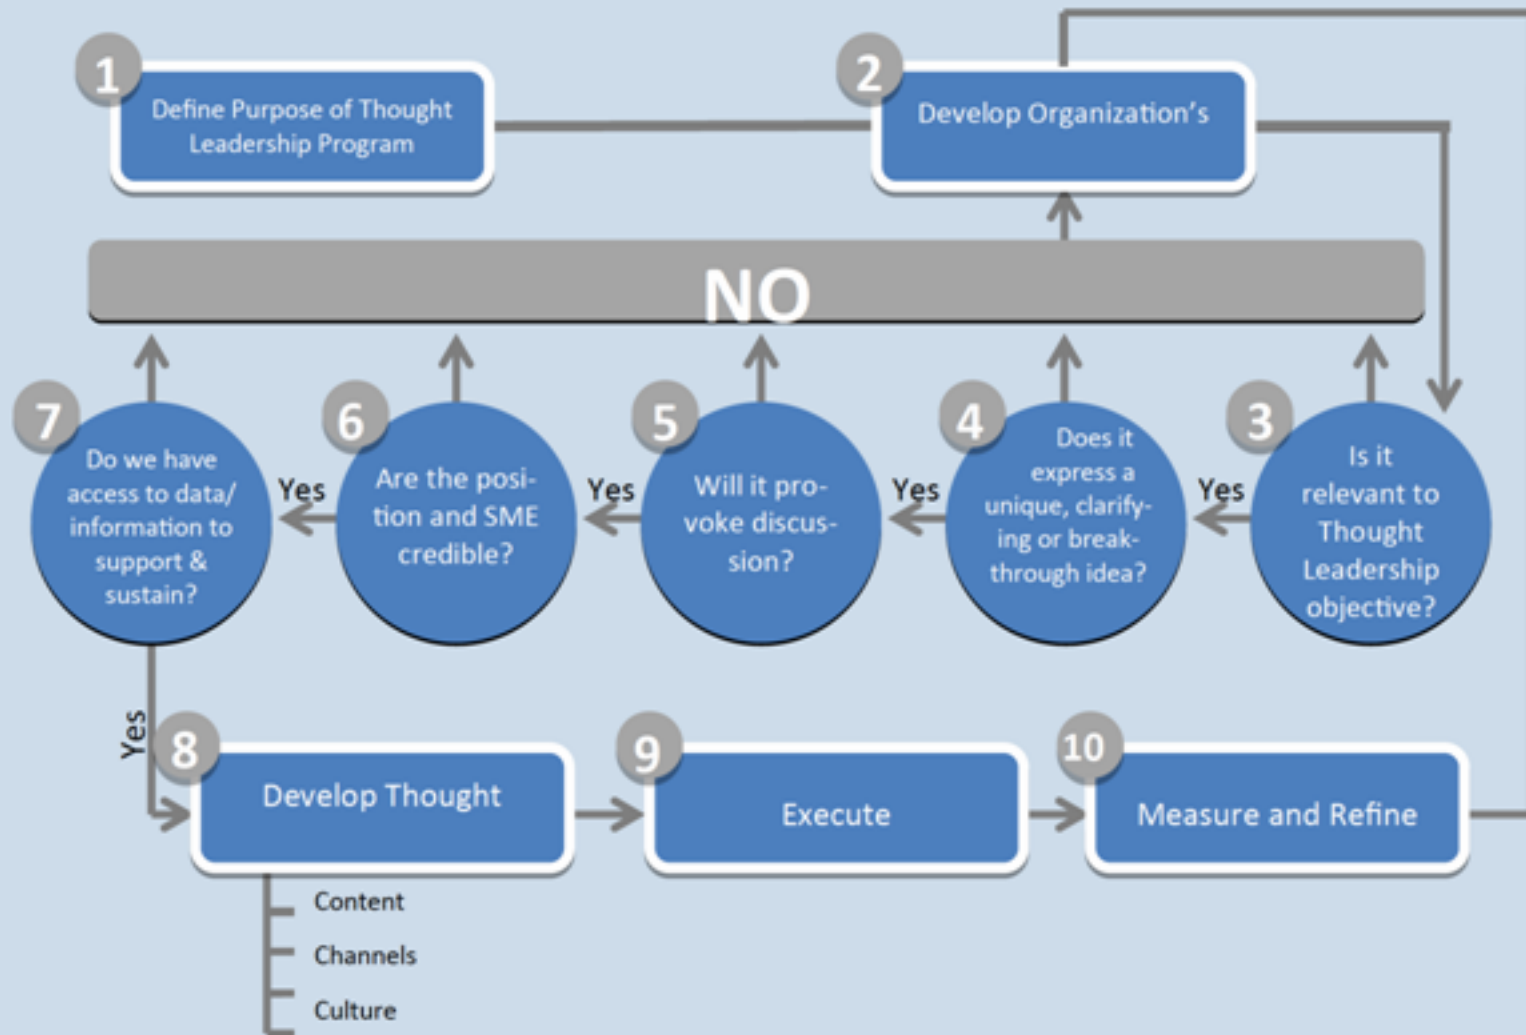 1
Define Purpose of Thought
Leadership Program
2
Develop Organization's
NO
7
Do we have
access to data/
information to
support &
sustain?
Yes
6
Are the posi-
tion and SME
credible?
Yes
5
Will it pro-
voke discus-
sion?
Yes
4
Does it
express a
unique, clarify-
ing or break-
through idea?
Yes
3
Is it
relevant to
Thought
Leadership
objective?
Yes
8
Develop Thought
9
Execute
10
Measure and Refine
Content
Channels
Culture